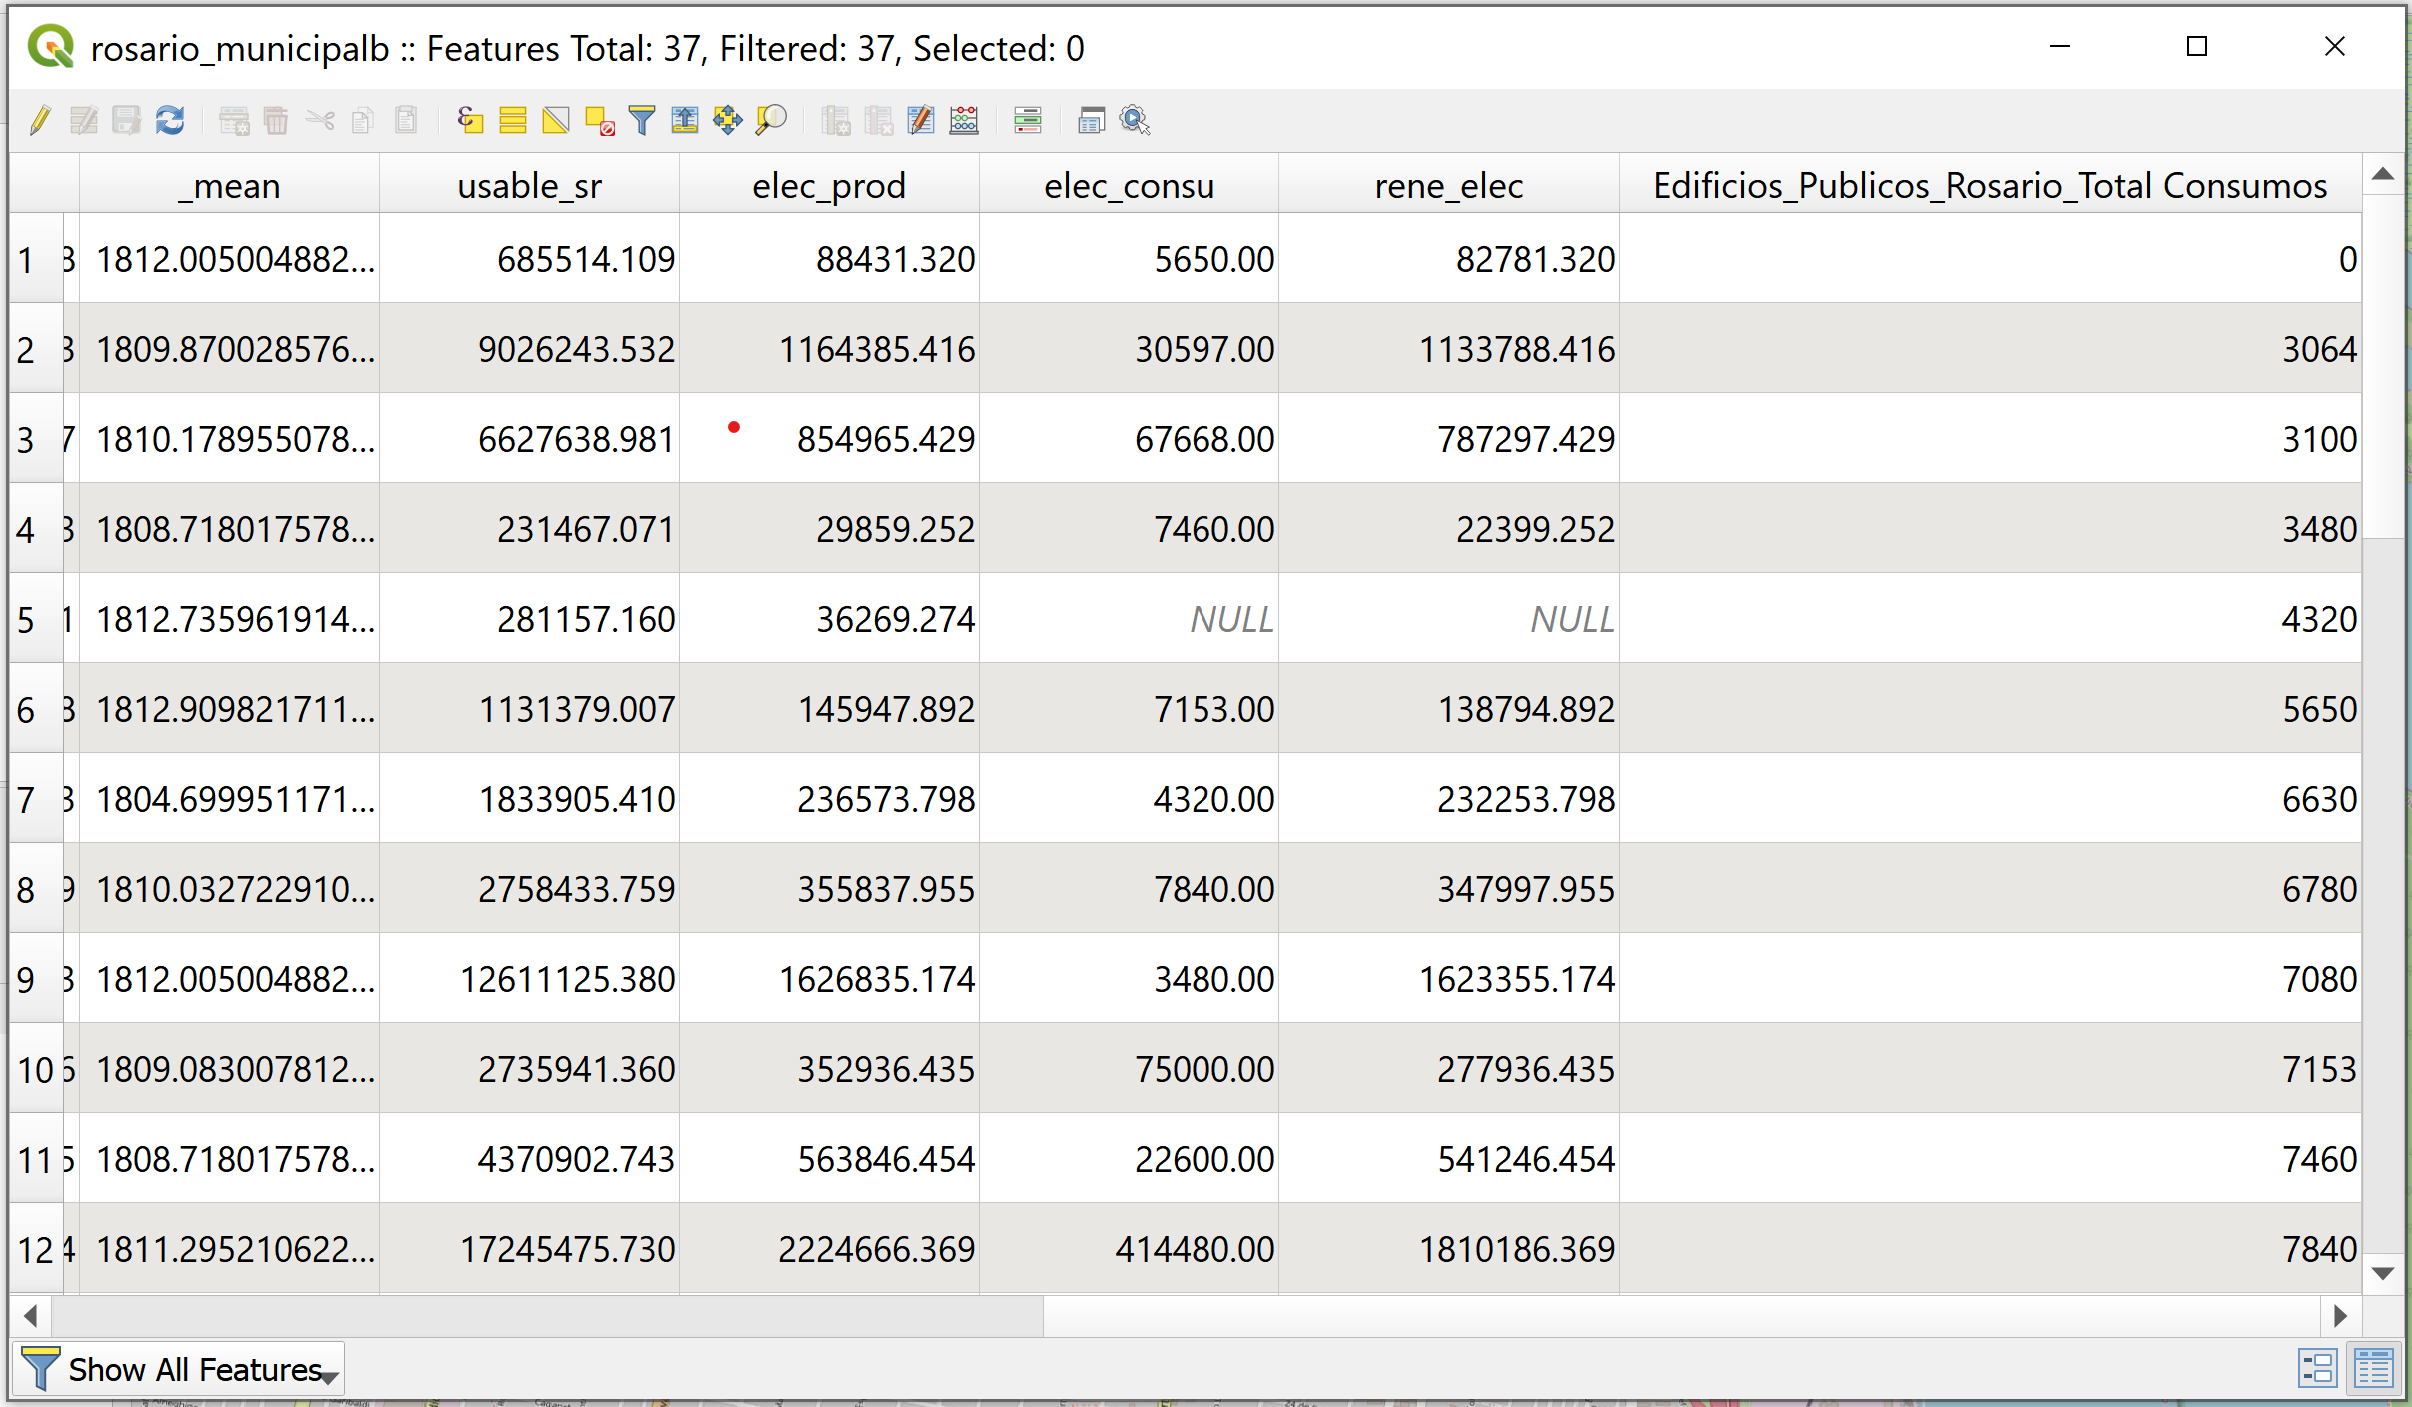 rosario_municipalb :: Features Total: 37, Filtered: 37, Selected: 0
_mean usable_sr elec_prod elec_consu rene_elec Edificios_Publicos_Rosario_Total Consumos
1 3 1812.005004882... 685514.109 88431.320 5650.00 82781.320 0
2 3 1809.870028576... 9026243.532 1164385.416 30597.00 1133788.416 3064
3 7 1810.178955078... 6627638.981 854965.429 67668.00 787297.429 3100
4 3 1808.718017578... 231467.071 29859.252 7460.00 22399.252 3480
5 1 1812.735961914... 281157.160 36269.274 NULL NULL 4320
6 3 1812.909821711... 1131379.007 145947.892 7153.00 138794.892 5650
7 3 1804.699951171... 1833905.410 236573.798 4320.00 232253.798 6630
8 9 1810.032722910... 2758433.759 355837.955 7840.00 347997.955 6780
9 3 1812.005004882... 12611125.380 1626835.174 3480.00 1623355.174 7080
10 6 1809.083007812... 2735941.360 352936.435 75000.00 277936.435 7153
11 5 1808.718017578... 4370902.743 563846.454 22600.00 541246.454 7460
12 4 1811.295210622... 17245475.730 2224666.369 414480.00 1810186.369 7840
Show All Features